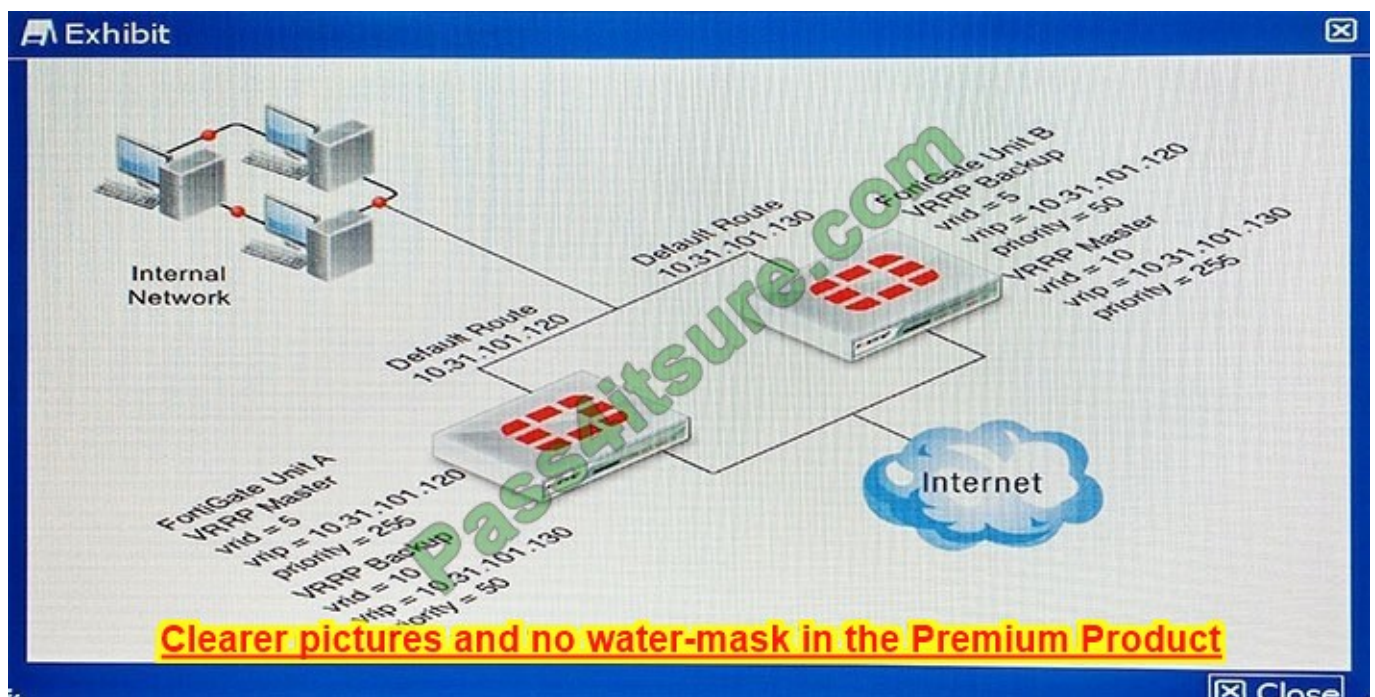 Exhibit
Internal
Network
Default Route
10.31.101.120
Default Route
10.31.101.130
FortiGate Unit B
VRRP Backup
vrid = 5
vrip = 10.31.101.120
priority = 50
VRRP Master
vrid = 10
vrip = 10.31.101.130
priority = 255
FortiGate Unit A
VRRP Master
vrid = 5
vrip = 10.31.101.120
priority = 255
VRRP Backup
vrid = 10
vrip = 10.31.101.130
priority = 50
Internet
Pass4itsure.com
Clearer pictures and no water-mask in the Premium Product
Close